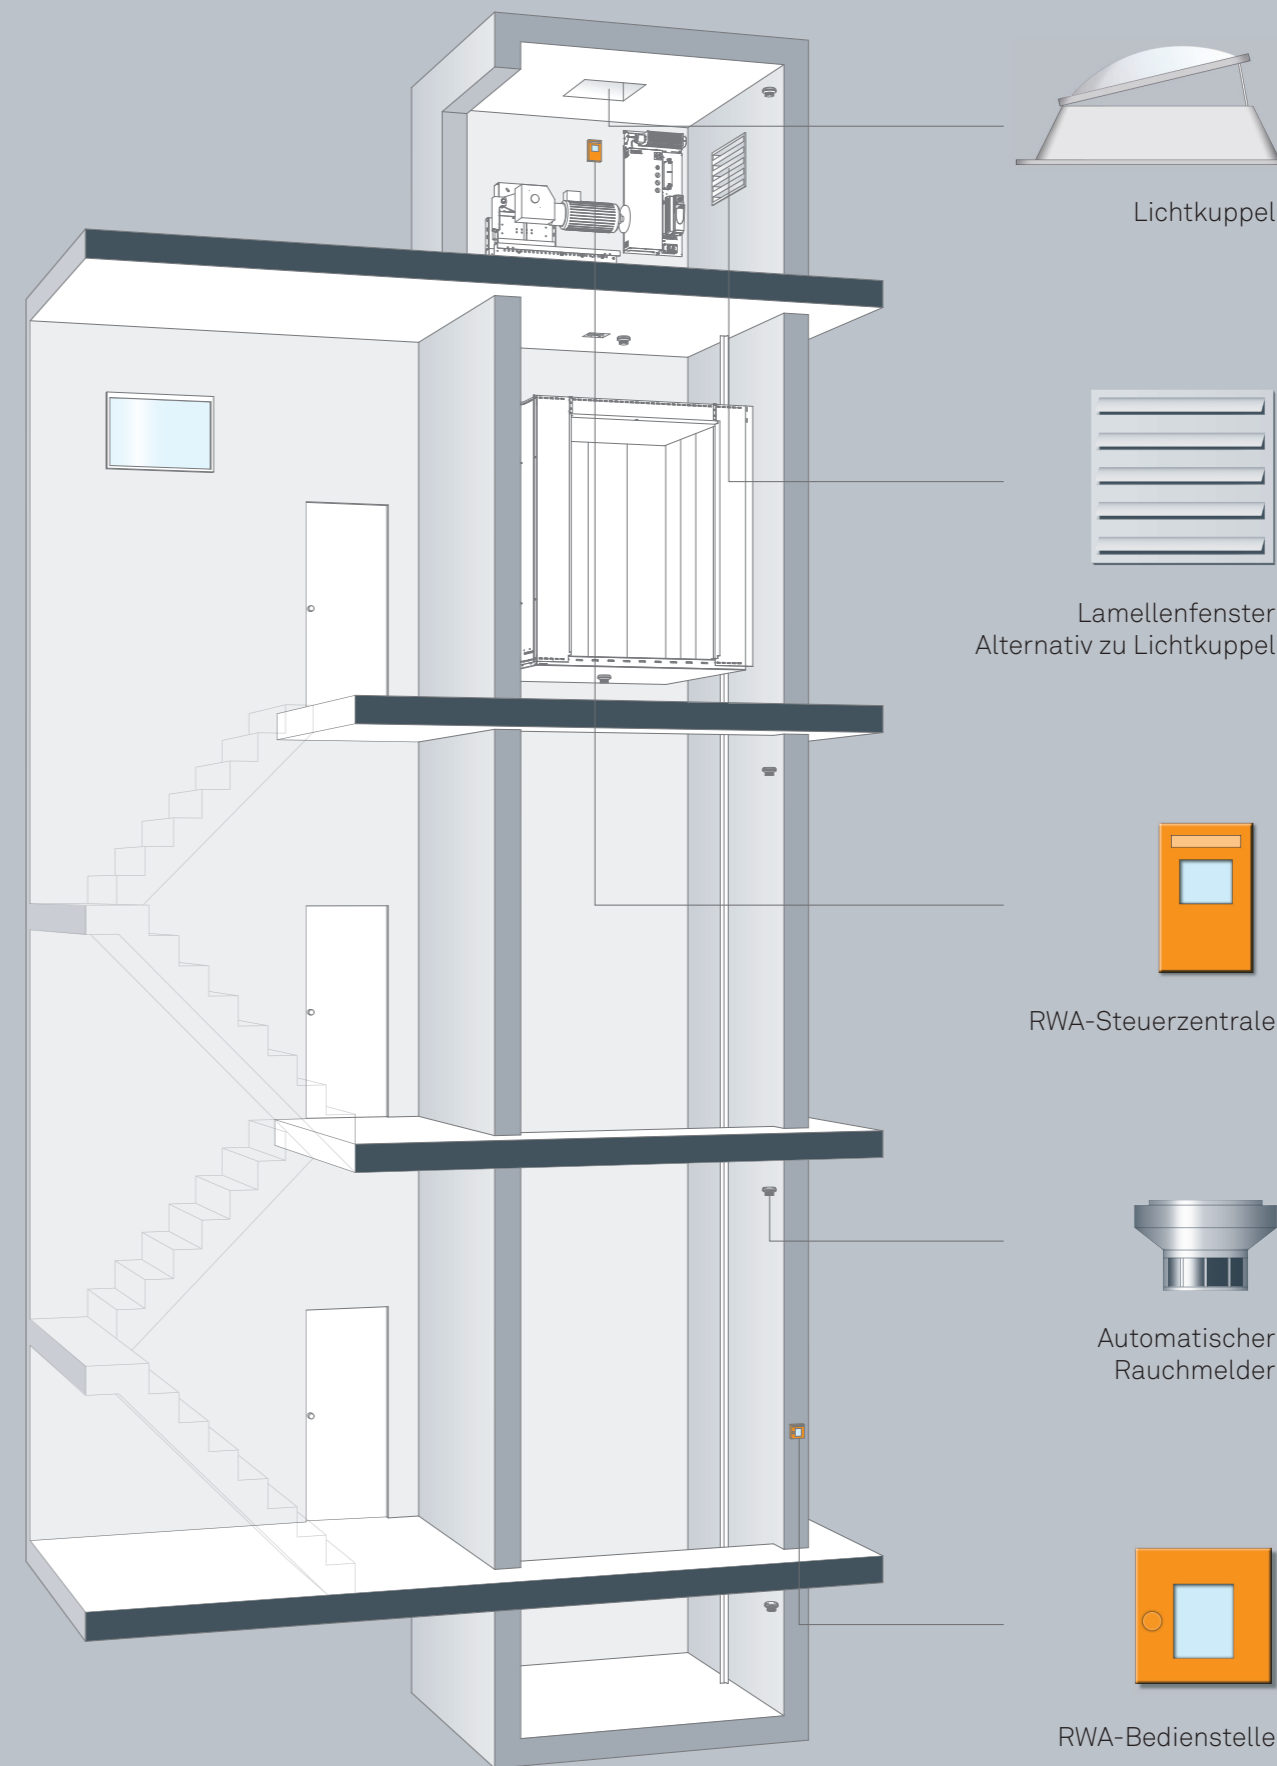 Lichtkuppel
Lamellenfenster
Alternativ zu Lichtkuppel
RWA-Steuerzentrale
Automatischer
Rauchmelder
RWA-Bedienstelle